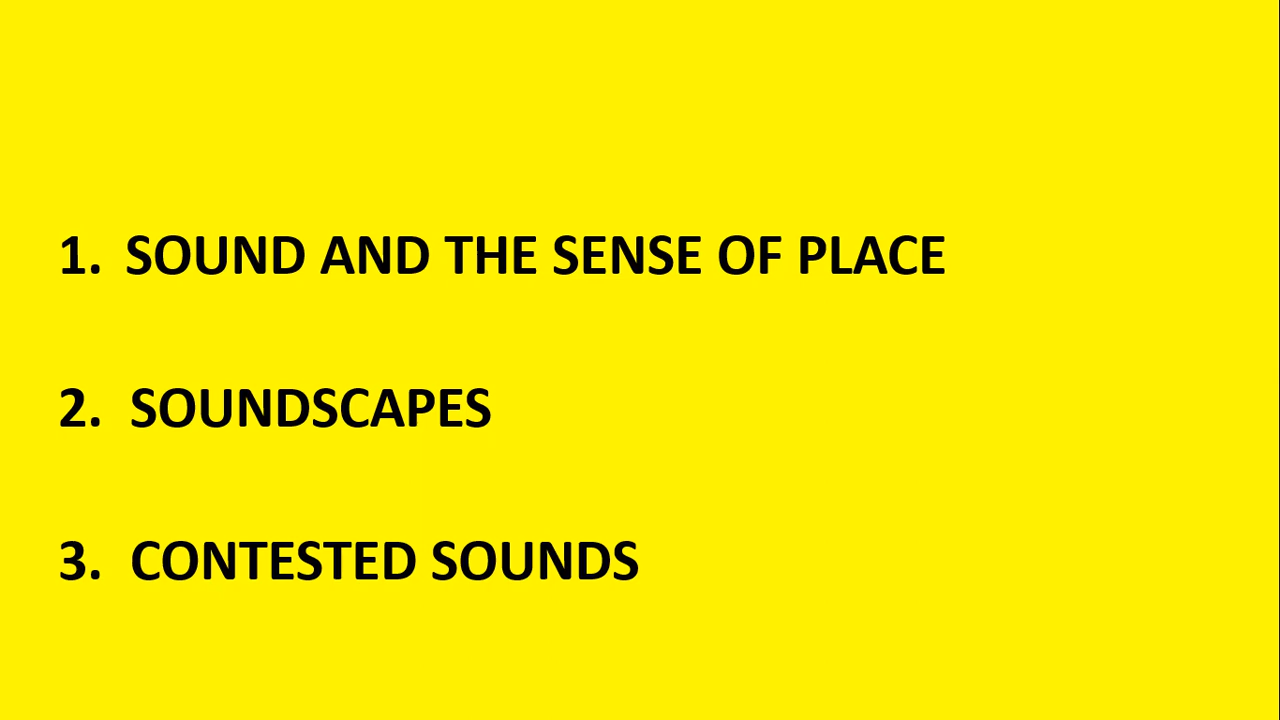 1. SOUND AND THE SENSE OF PLACE
2. SOUNDSCAPES
3. CONTESTED SOUNDS